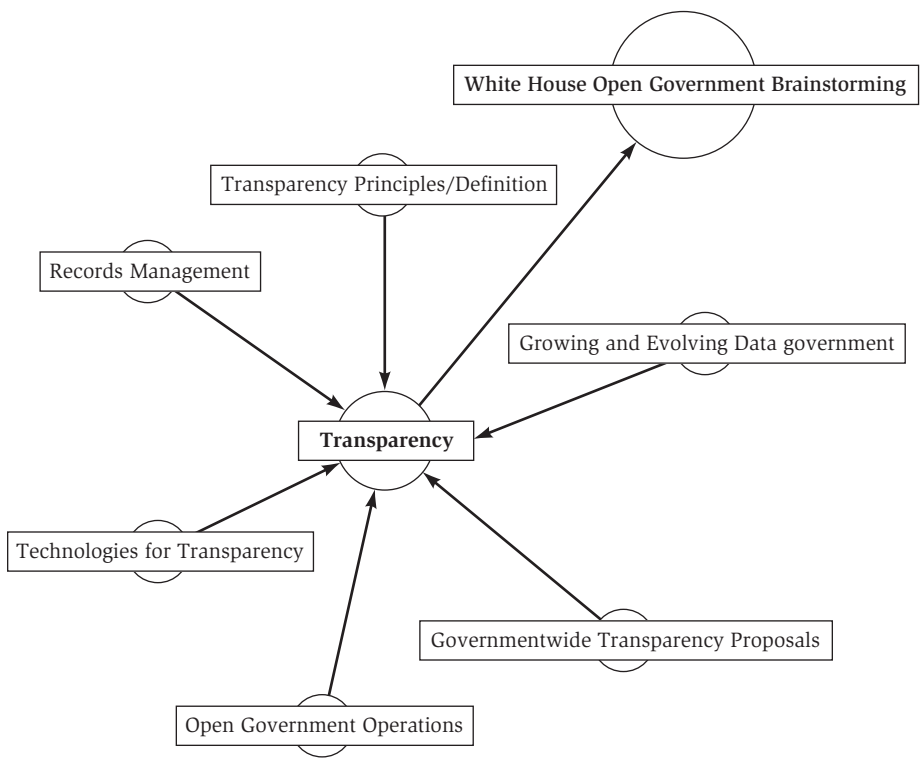 White House Open Government Brainstorming
Transparency Principles/Definition
Records Management
Growing and Evolving Data government
Transparency
Technologies for Transparency
Governmentwide Transparency Proposals
Open Government Operations